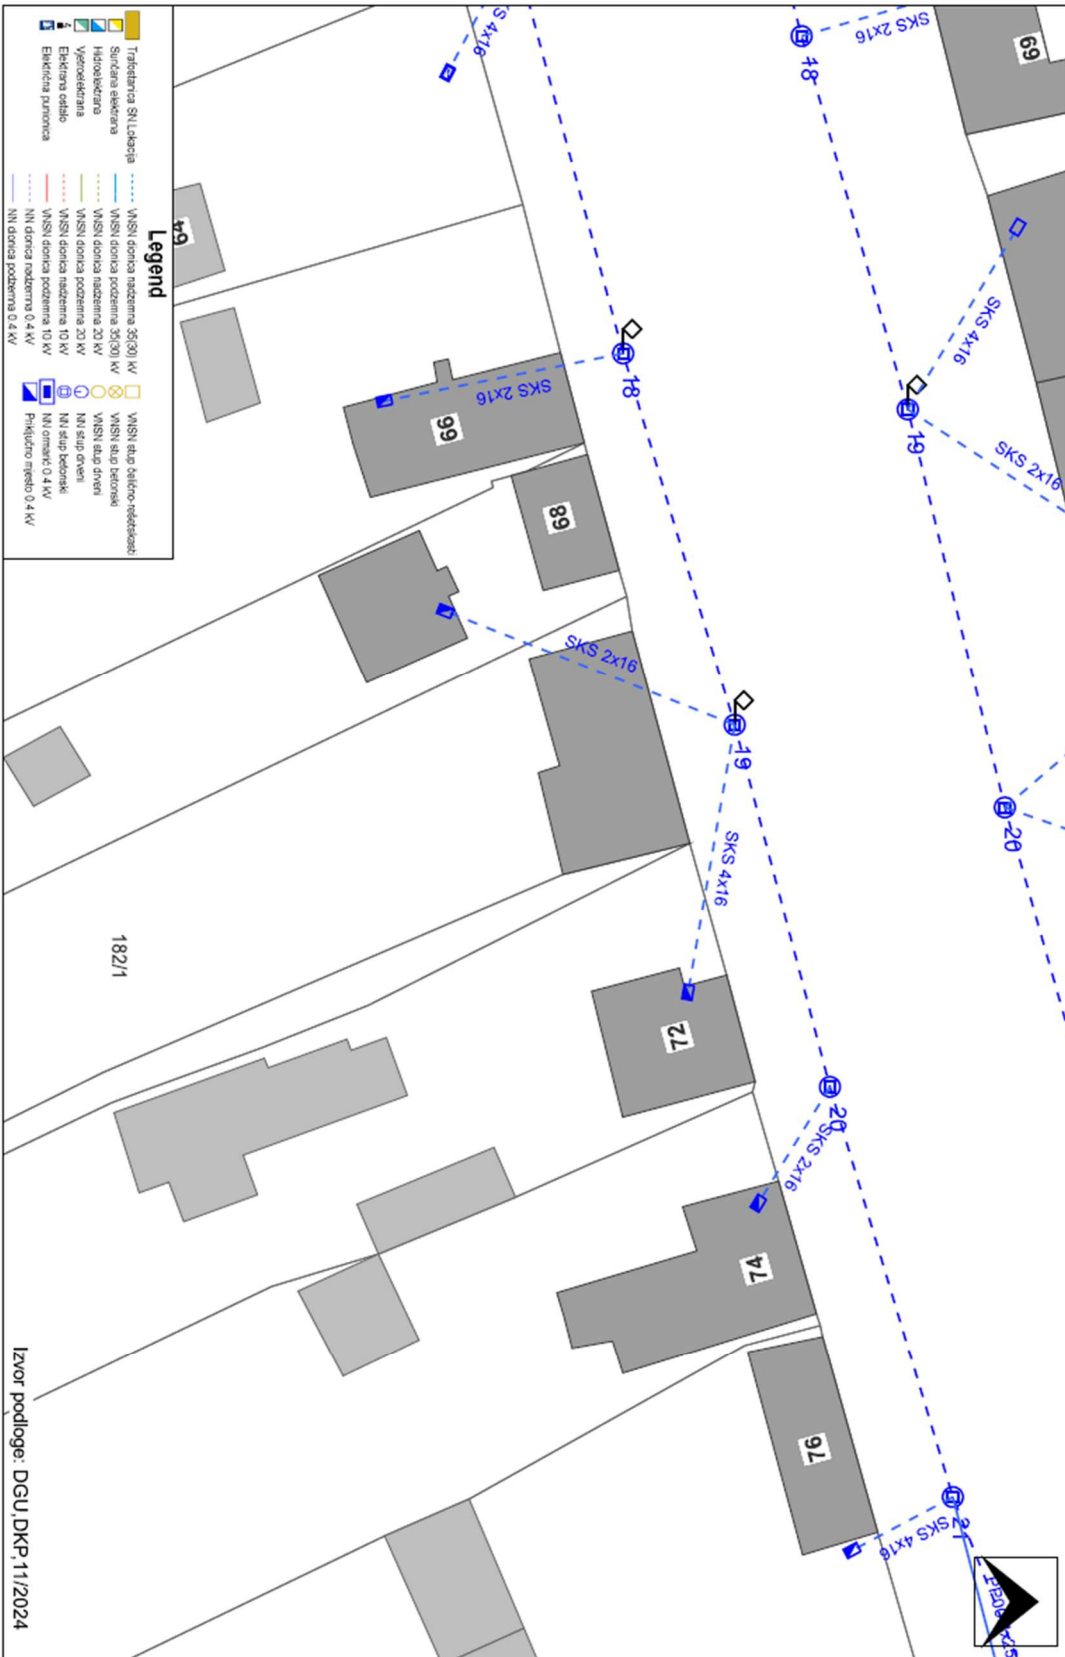 Legend
Trafostanica SN\Lokacija
Sunčana elektrana
Hidroelektrana
Vjetroelektrana
Elektrana ostalo
Električna punionica
VN\SN dionica nadzemna 35(30) kV
VN\SN dionica podzemna 35(30) kV
VN\SN dionica nadzemna 20 kV
VN\SN dionica podzemna 20 kV
VN\SN dionica nadzemna 10 kV
VN\SN dionica podzemna 10 kV
NN dionica nadzemna 0.4 kV
NN dionica podzemna 0.4 kV
VN\SN stup čelično-rešetkasti
VN\SN stup betonski
VN\SN stup drveni
NN stup drveni
NN stup betonski
NN ormarić 0.4 kV
Priključno mjesto 0.4 kV
69
18
SKS 2x16
SKS 4x16
19
SKS 2x16
20
SKS 4x16
64
18
SKS 2x16
66
68
SKS 2x16
19
SKS 4x16
72
20
SKS 2x16
74
76
21
SKS 4x16
182/1
Izvor podloge: DGU,DKP,11/2024